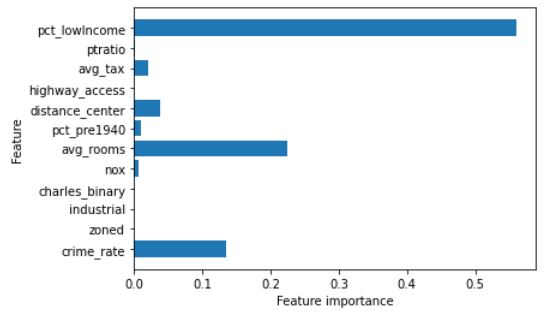 pct_lowIncome
ptratio
avg_tax
highway_access
distance_center
pct_pre1940
avg_rooms
nox
charles_binary
industrial
zoned
crime_rate
Feature
0.0 0.1 0.2 0.3 0.4 0.5
Feature importance